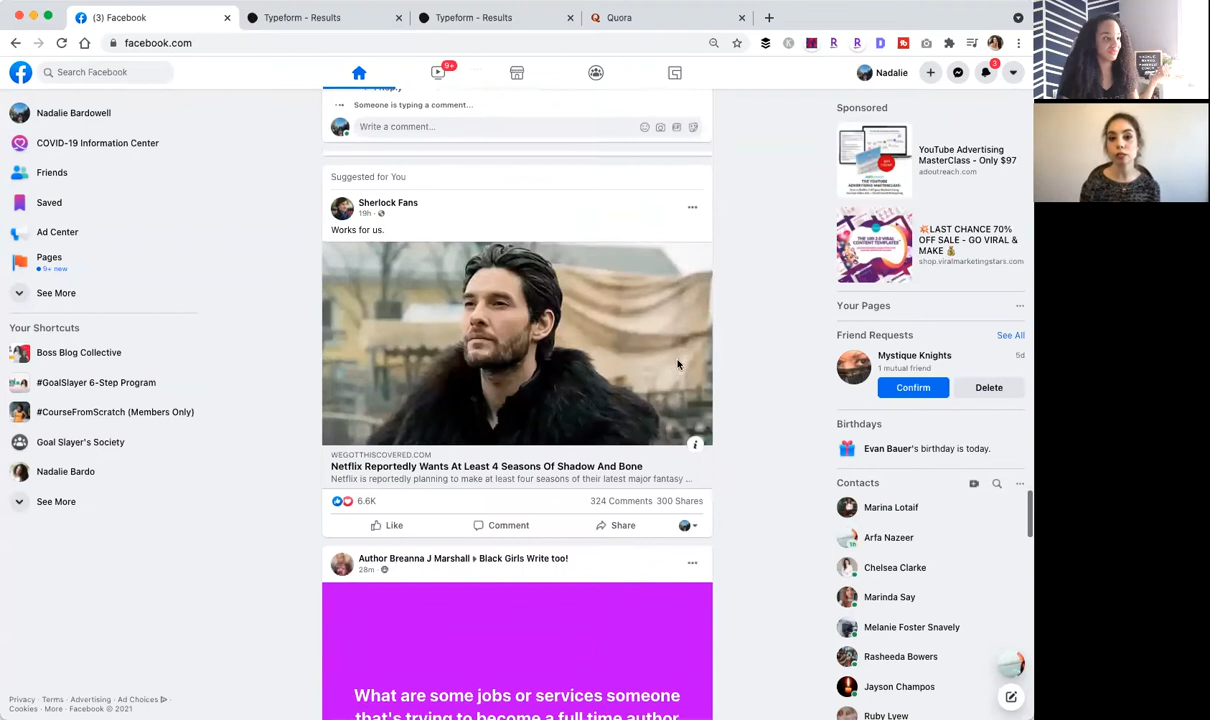 (3) Facebook
Typeform - Results
Typeform - Results
Quora
facebook.com
Search Facebook
9+
Nadalie
3
Nadalie Bardowell
COVID-19 Information Center
Friends
Saved
Ad Center
Pages
9+ new
See More
Your Shortcuts
Boss Blog Collective
#GoalSlayer 6-Step Program
#CourseFromScratch (Members Only)
Goal Slayer's Society
Nadalie Bardo
See More
Privacy · Terms · Advertising · Ad Choices ·
Cookies · More · Facebook © 2021
Someone is typing a comment...
Write a comment...
Suggested for You
Sherlock Fans
19h ·
Works for us.
WEGOTTHISCOVERED.COM
Netflix Reportedly Wants At Least 4 Seasons Of Shadow And Bone
Netflix is reportedly planning to make at least four seasons of their latest major fantasy ...
6.6K
324 Comments 300 Shares
Like
Comment
Share
Author Breanna J Marshall ▸ Black Girls Write too!
28m ·
What are some jobs or services someone
that's trying to become a full time author
Sponsored
YouTube Advertising
MasterClass - Only $97
adoutreach.com
💥LAST CHANCE 70%
OFF SALE - GO VIRAL &
MAKE 💰
shop.viralmarketingstars.com
Your Pages
Friend Requests
See All
Mystique Knights
5d
1 mutual friend
Confirm
Delete
Birthdays
Evan Bauer's birthday is today.
Contacts
Marina Lotaif
Arfa Nazeer
Chelsea Clarke
Marinda Say
Melanie Foster Snavely
Rasheeda Bowers
Jayson Champos
Ruby Lyew